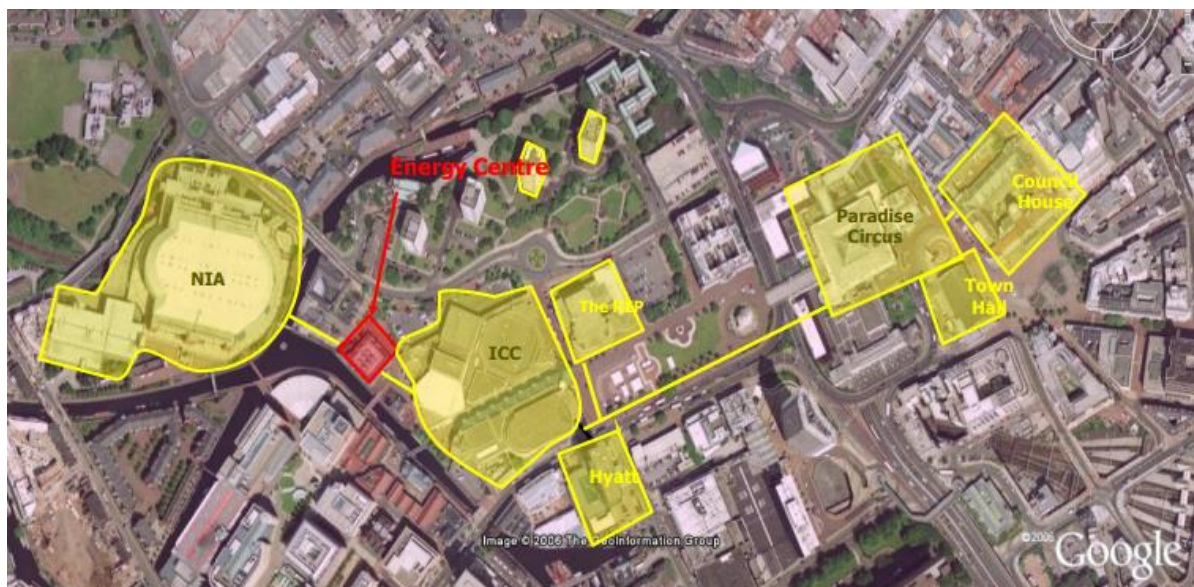 Energy Centre
NIA
ICC
The REP
Hyatt
Paradise
Circus
Council
House
Town
Hall
Image © 2006 The GeoInformation Group
©2006 Google